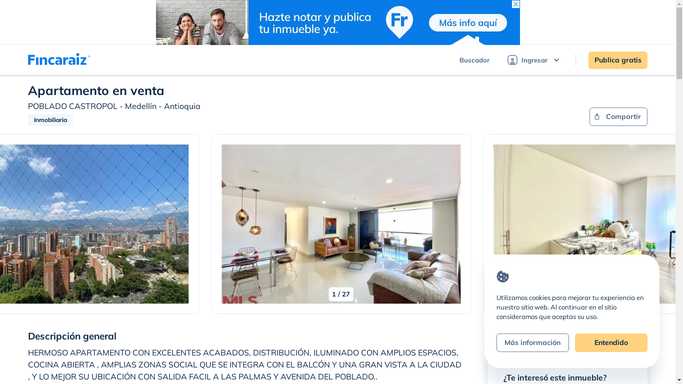 Hazte notar y publica
tu inmueble ya.
Fr
Más info aquí
Fincaraiz
Buscador
Ingresar
Publica gratis
Apartamento en venta
POBLADO CASTROPOL - Medellín - Antioquia
Inmobiliaria
Compartir
MLS
1 / 27
Utilizamos cookies para mejorar tu experiencia en
nuestro sitio web. Al continuar en el sitio
consideramos que aceptas su uso.
Más información
Entendido
Descripción general
HERMOSO APARTAMENTO CON EXCELENTES ACABADOS, DISTRIBUCIÓN, ILUMINADO CON AMPLIOS ESPACIOS,
COCINA ABIERTA , AMPLIAS ZONAS SOCIAL QUE SE INTEGRA CON EL BALCÓN Y UNA GRAN VISTA A LA CIUDAD
, Y LO MEJOR SU UBICACIÓN CON SALIDA FACIL A LAS PALMAS Y AVENIDA DEL POBLADO..
¿Te interesó este inmueble?